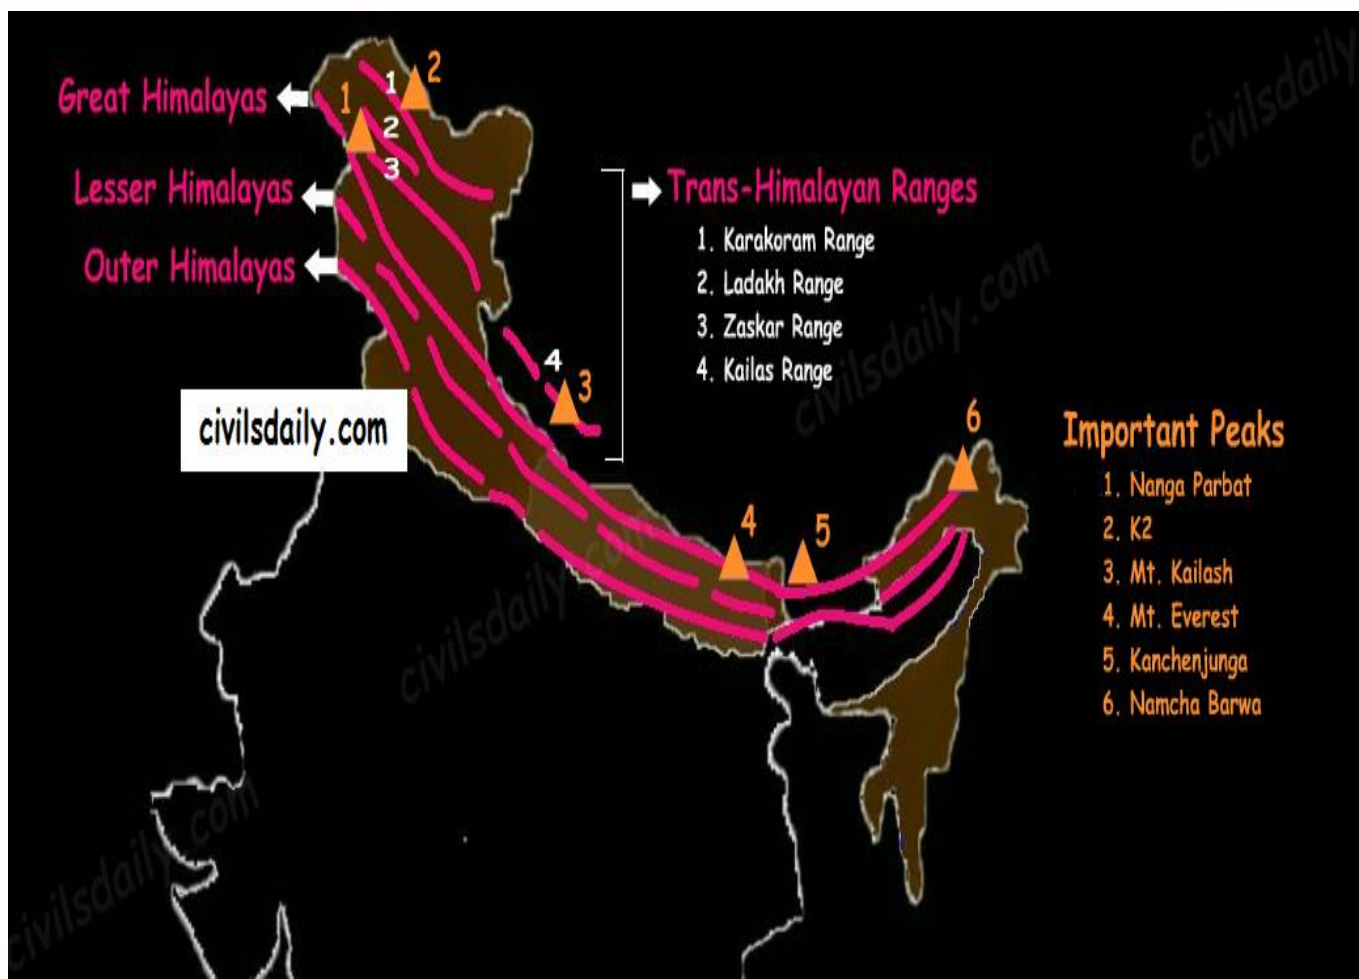 Great Himalayas
Lesser Himalayas
Outer Himalayas
1
2
1
2
3
4
3
4
5
6
Trans-Himalayan Ranges
1. Karakoram Range
2. Ladakh Range
3. Zaskar Range
4. Kailas Range
civilsdaily.com
Important Peaks
1. Nanga Parbat
2. K2
3. Mt. Kailash
4. Mt. Everest
5. Kanchenjunga
6. Namcha Barwa
civilsdaily.com
civilsdaily.com
civilsdaily.com
civilsdaily.com